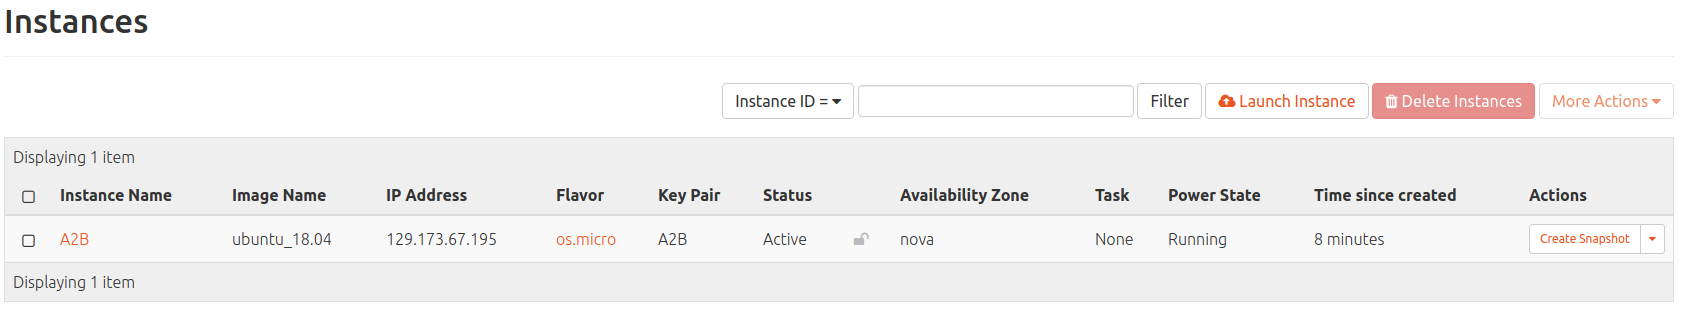 Instances
Instance ID = Filter Launch Instance Delete Instances More Actions
Displaying 1 item
Instance Name Image Name IP Address Flavor Key Pair Status Availability Zone Task Power State Time since created Actions
A2B ubuntu_18.04 129.173.67.195 os.micro A2B Active nova None Running 8 minutes Create Snapshot
Displaying 1 item